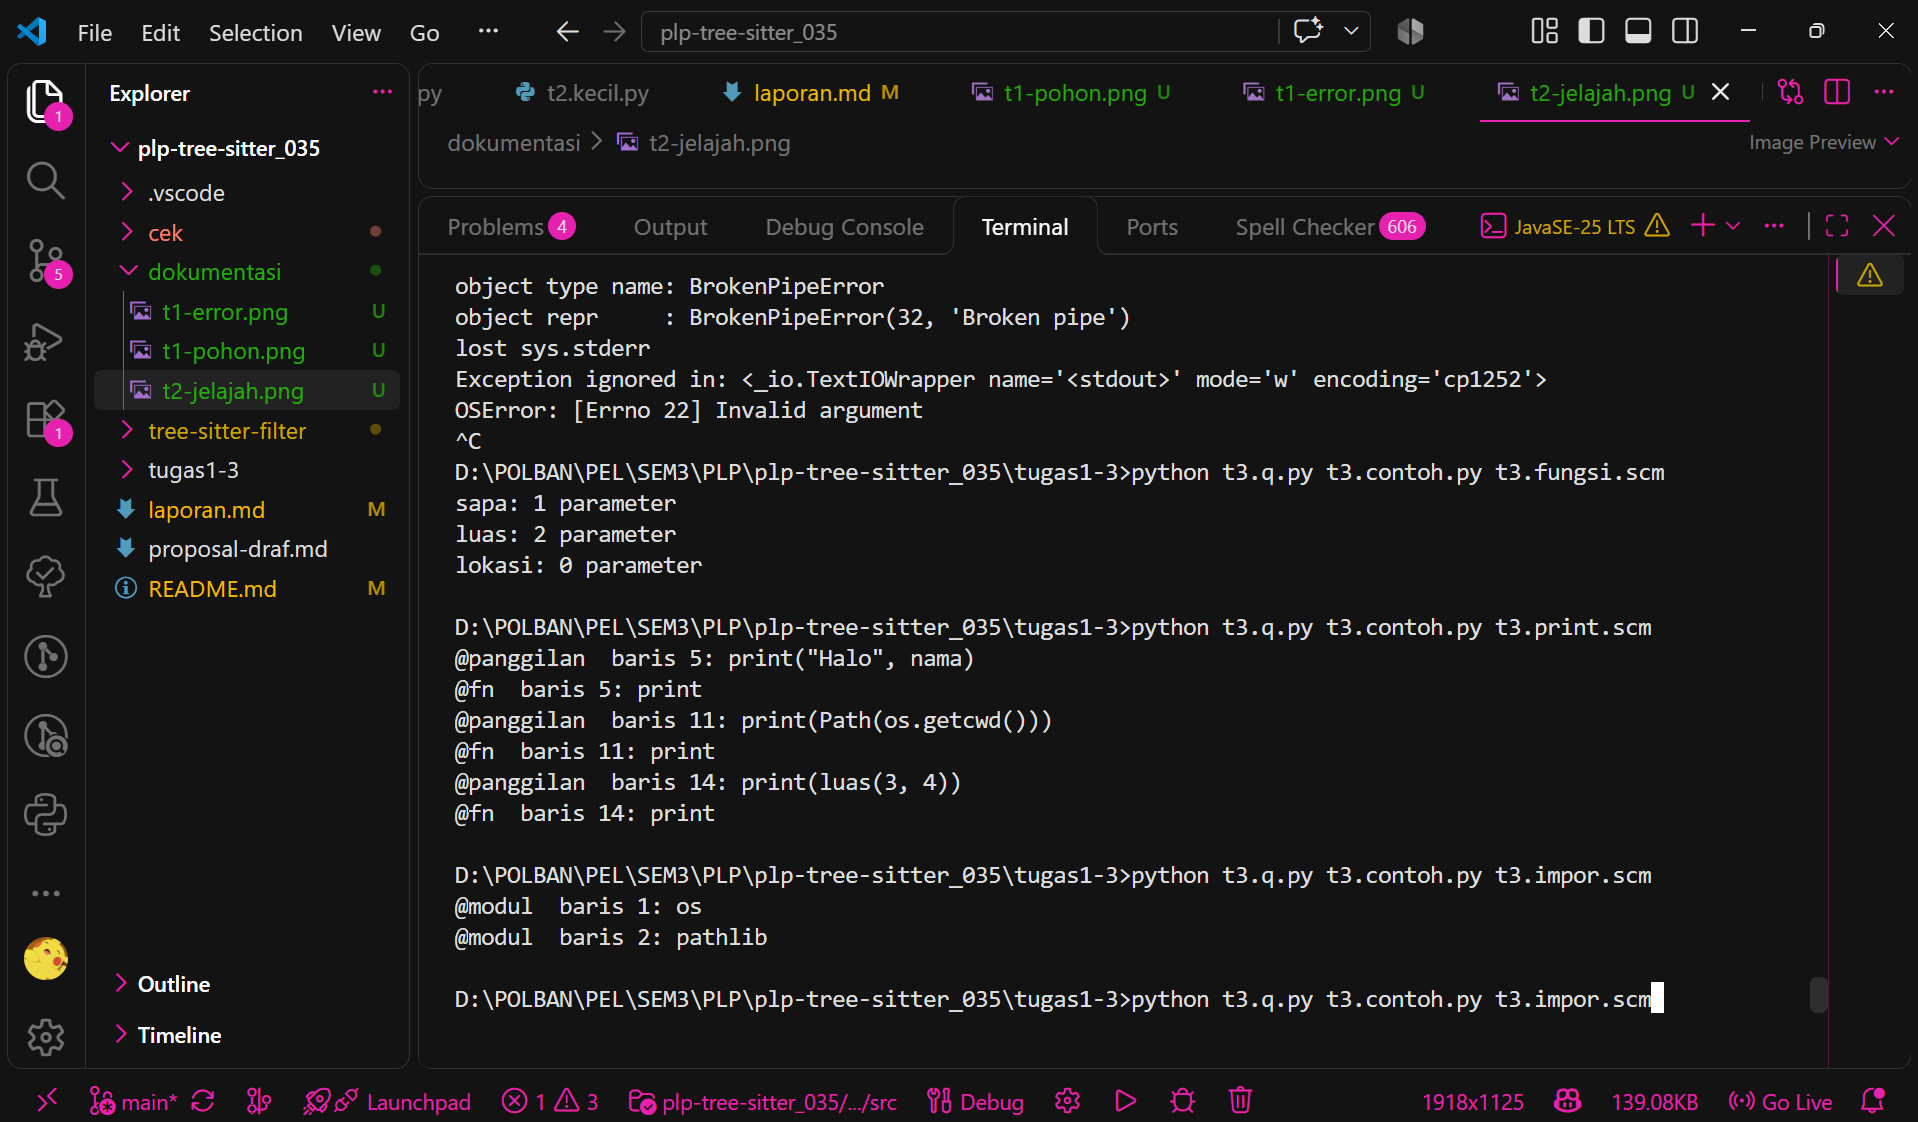 File Edit Selection View Go ··· plp-tree-sitter_035
Explorer ···
plp-tree-sitter_035
.vscode
cek
dokumentasi
t1-error.png U
t1-pohon.png U
t2-jelajah.png U
tree-sitter-filter
tugas1-3
laporan.md M
proposal-draf.md
README.md M
Outline
Timeline
1
5
1
py t2.kecil.py laporan.md M t1-pohon.png U t1-error.png U t2-jelajah.png U
dokumentasi > t2-jelajah.png Image Preview
Problems 4 Output Debug Console Terminal Ports Spell Checker 606 JavaSE-25 LTS
object type name: BrokenPipeError
object repr     : BrokenPipeError(32, 'Broken pipe')
lost sys.stderr
Exception ignored in: <_io.TextIOWrapper name='<stdout>' mode='w' encoding='cp1252'>
OSError: [Errno 22] Invalid argument
^C
D:\POLBAN\PEL\SEM3\PLP\plp-tree-sitter_035\tugas1-3>python t3.q.py t3.contoh.py t3.fungsi.scm
sapa: 1 parameter
luas: 2 parameter
lokasi: 0 parameter
D:\POLBAN\PEL\SEM3\PLP\plp-tree-sitter_035\tugas1-3>python t3.q.py t3.contoh.py t3.print.scm
@panggilan  baris 5: print("Halo", nama)
@fn  baris 5: print
@panggilan  baris 11: print(Path(os.getcwd()))
@fn  baris 11: print
@panggilan  baris 14: print(luas(3, 4))
@fn  baris 14: print
D:\POLBAN\PEL\SEM3\PLP\plp-tree-sitter_035\tugas1-3>python t3.q.py t3.contoh.py t3.impor.scm
@modul  baris 1: os
@modul  baris 2: pathlib
D:\POLBAN\PEL\SEM3\PLP\plp-tree-sitter_035\tugas1-3>python t3.q.py t3.contoh.py t3.impor.scm
main* Launchpad 1 3 plp-tree-sitter_035/.../src Debug 1918x1125 139.08KB Go Live